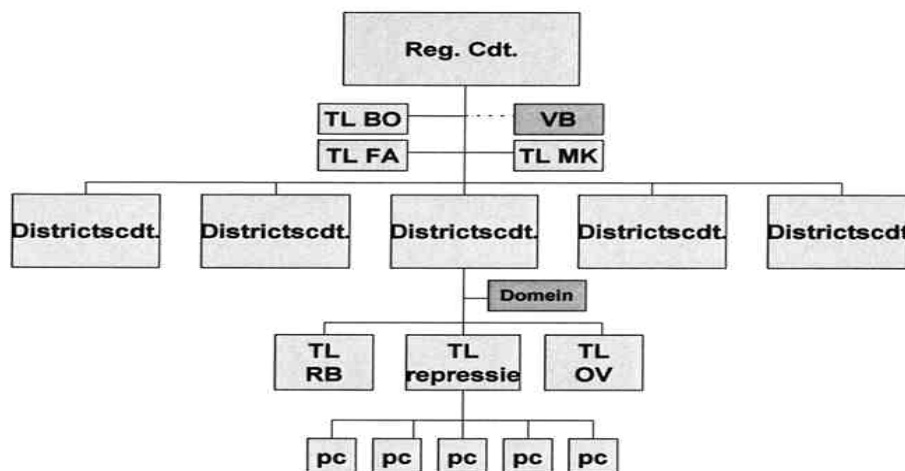 Reg. Cdt.
TL BO
VB
TL FA
TL MK
Districtscdt.
Districtscdt.
Districtscdt.
Districtscdt.
Districtscdt
Domein
TL
RB
TL
repressie
TL
OV
pc
pc
pc
pc
pc